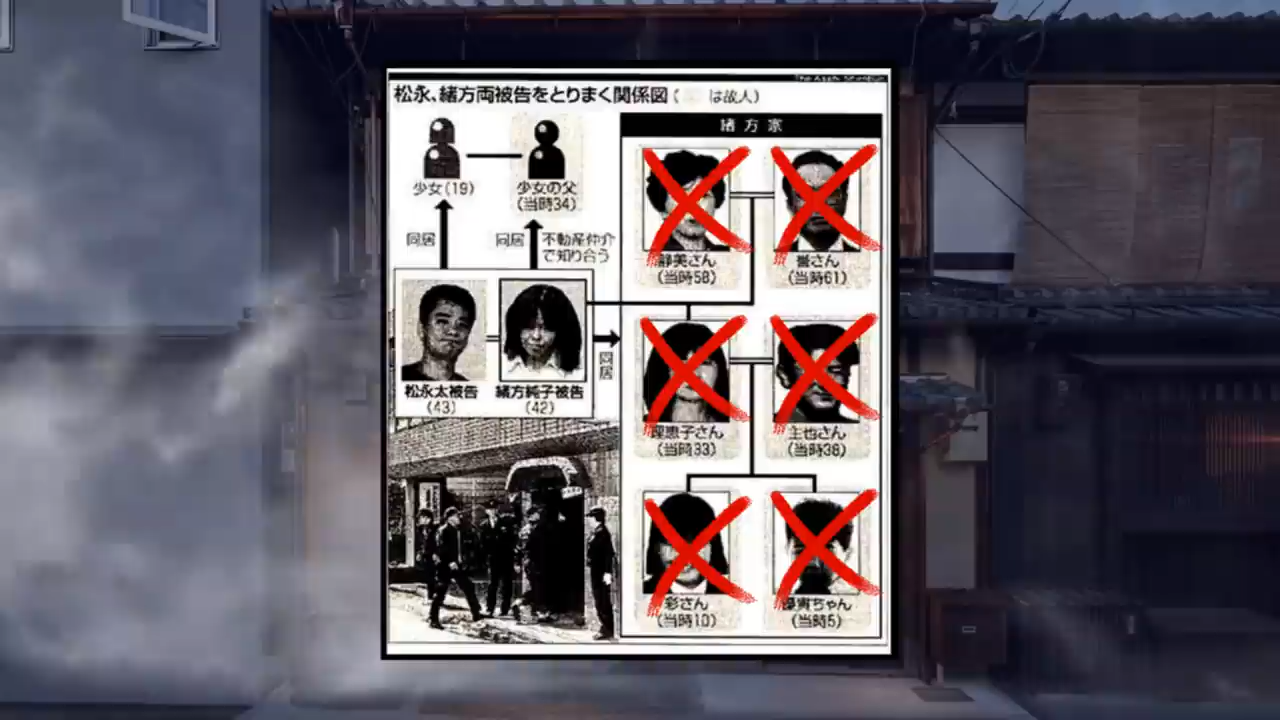 松永、緒方両被告をとりまく関係図(　は故人)
緒方家
少女(19)
少女の父
(当時34)
同居
同居
不動産仲介
で知り合う
静美さん
(当時58)
誉さん
(当時61)
同居
松永太被告
(43)
緒方純子被告
(42)
理恵子さん
(当時33)
主也さん
(当時38)
彩さん
(当時10)
優貴ちゃん
(当時5)